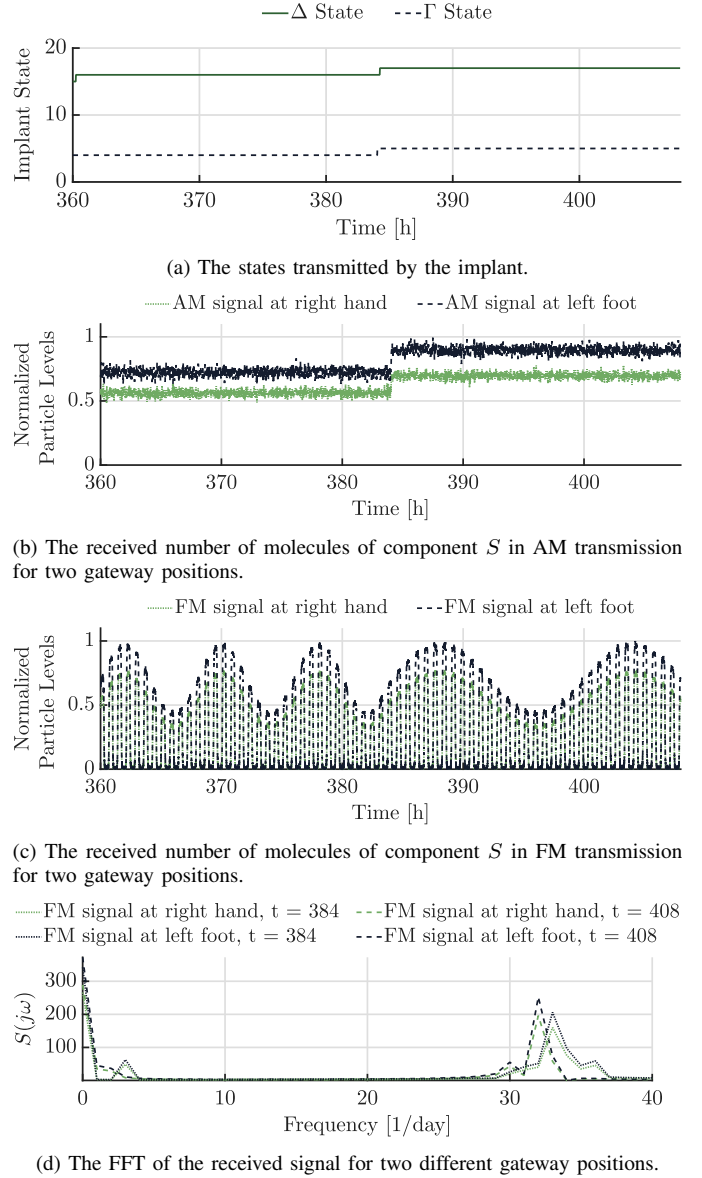 Δ State Γ State
20
10
0
Implant State
360 370 380 390 400
Time [h]
(a) The states transmitted by the implant.
AM signal at right hand AM signal at left foot
1
0.5
0
Normalized
Particle Levels
360 370 380 390 400
Time [h]
(b) The received number of molecules of component S in AM transmission
for two gateway positions.
FM signal at right hand FM signal at left foot
1
0.5
0
Normalized
Particle Levels
360 370 380 390 400
Time [h]
(c) The received number of molecules of component S in FM transmission
for two gateway positions.
FM signal at right hand, t = 384 FM signal at right hand, t = 408
FM signal at left foot, t = 384 FM signal at left foot, t = 408
300
200
100
S(jω)
0 10 20 30 40
Frequency [1/day]
(d) The FFT of the received signal for two different gateway positions.